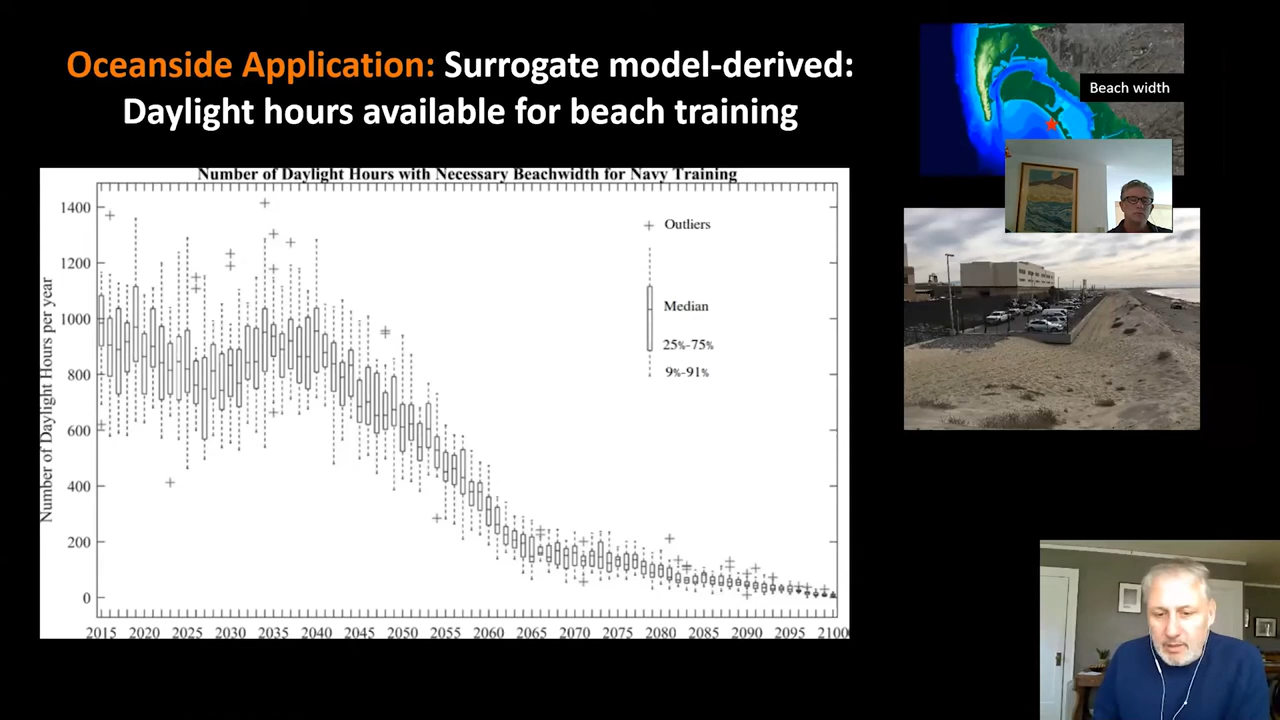 Oceanside Application: Surrogate model-derived:
Daylight hours available for beach training
Beach width
Number of Daylight Hours with Necessary Beachwidth for Navy Training
Number of Daylight Hours per year
1400
1200
1000
800
600
400
200
0
Outliers
Median
25%-75%
9%-91%
2015 2020 2025 2030 2035 2040 2045 2050 2055 2060 2065 2070 2075 2080 2085 2090 2095 2100